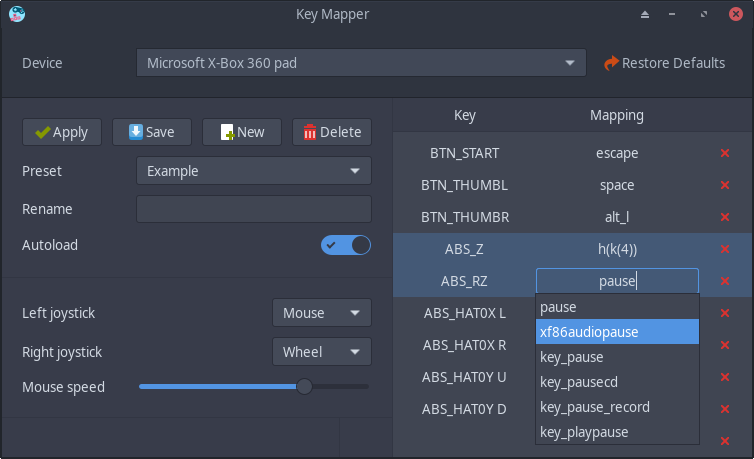 Key Mapper
Device
Microsoft X-Box 360 pad
Restore Defaults
Apply
Save
New
Delete
Preset
Example
Rename
Autoload
Left joystick
Mouse
Right joystick
Wheel
Mouse speed
Key Mapping
BTN_START escape
BTN_THUMBL space
BTN_THUMBR alt_l
ABS_Z h(k(4))
ABS_RZ pause
ABS_HAT0X L
ABS_HAT0X R
ABS_HAT0Y U
ABS_HAT0Y D
pause
xf86audiopause
key_pause
key_pausecd
key_pause_record
key_playpause